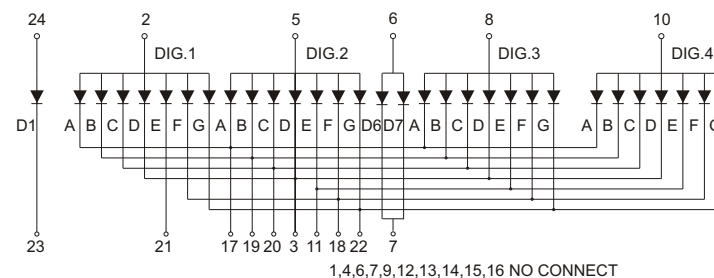 24 2 5 6 8 10
DIG.1 DIG.2 DIG.3 DIG.4
D1 A B C D E F G A B C D E F G D6 D7 A B C D E F G A B C D E F
23 21 17 19 20 3 11 18 22 7
1,4,6,7,9,12,13,14,15,16 NO CONNECT